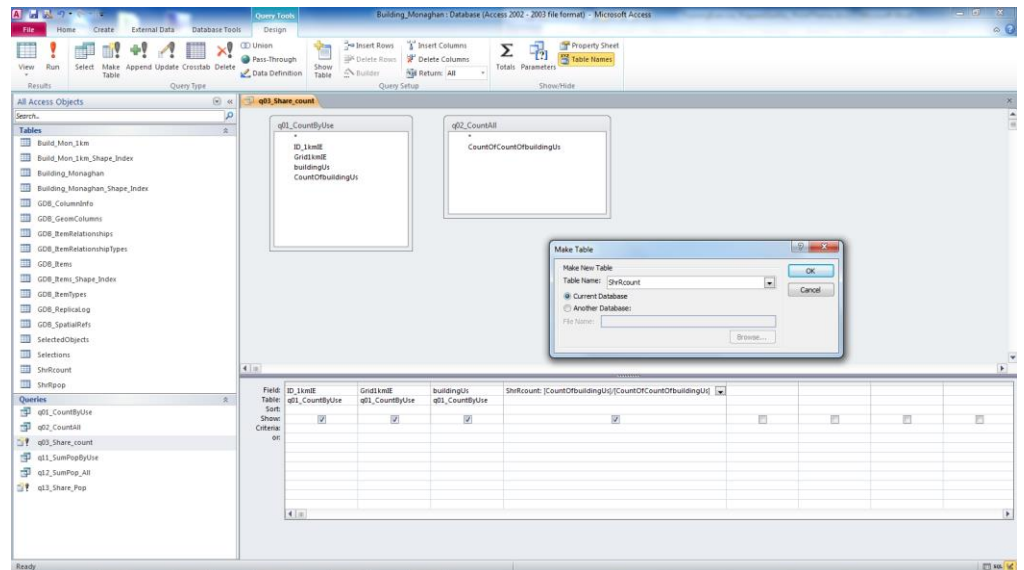 Query Tools
Building_Monaghan : Database (Access 2002 - 2003 file format) - Microsoft Access
File Home Create External Data Database Tools Design
View Run Select Make Table Append Update Crosstab Delete
Union
Pass-Through
Data Definition
Show Table
Insert Rows
Delete Rows
Builder
Insert Columns
Delete Columns
Return: All
Totals Parameters
Property Sheet
Table Names
Results Query Type Query Setup Show/Hide
All Access Objects
Search..
Tables
Build_Mon_1km
Build_Mon_1km_Shape_Index
Building_Monaghan
Building_Monaghan_Shape_Index
GDB_ColumnInfo
GDB_GeomColumns
GDB_ItemRelationships
GDB_ItemRelationshipTypes
GDB_Items
GDB_Items_Shape_Index
GDB_ItemTypes
GDB_ReplicaLog
GDB_SpatialRefs
SelectedObjects
Selections
ShrRcount
ShrRpop
Queries
q01_CountByUse
q02_CountAll
q03_Share_count
q11_SumPopByUse
q12_SumPop_All
q13_Share_Pop
q03_Share_count
q01_CountByUse
*
ID_1kmIE
Grid1kmIE
buildingUs
CountOfbuildingUs
q02_CountAll
*
CountOfCountOfbuildingUs
Make Table
Make New Table
Table Name: ShrRcount
Current Database
Another Database:
File Name:
Browse...
OK
Cancel
Field: ID_1kmIE Grid1kmIE buildingUs ShrRcount: [CountOfbuildingUs]/[CountOfCountOfbuildingUs]
Table: q01_CountByUse q01_CountByUse q01_CountByUse
Sort:
Show:
Criteria:
or:
Ready
SQL